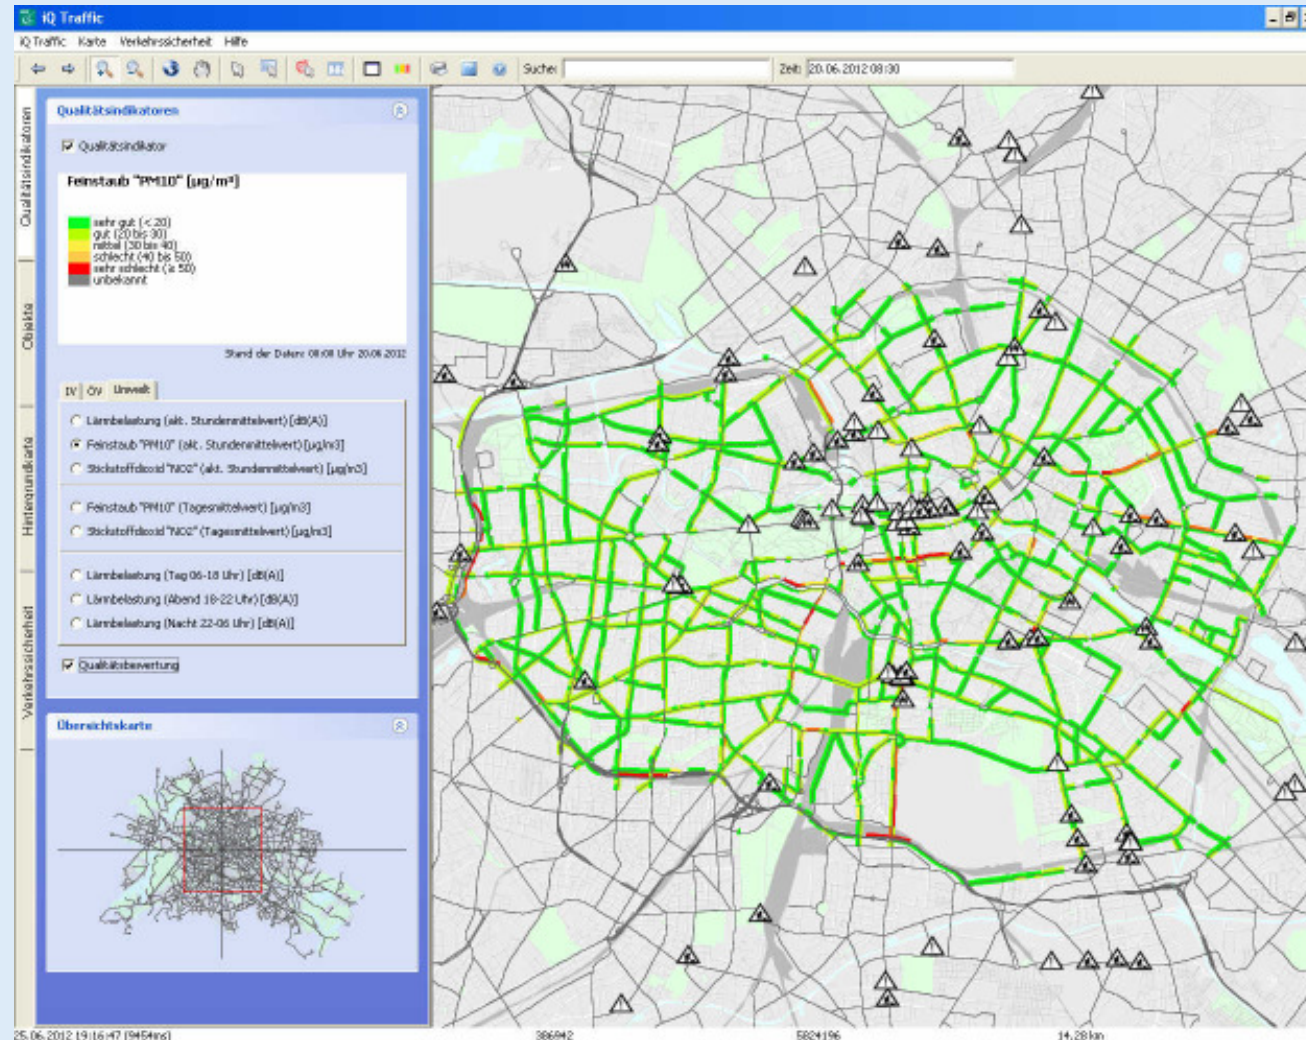 iQ Traffic
iQ Traffic Karte Verkehrssicherheit Hilfe
Suche: Zeit: 20.06.2012 08:30
Qualitätsindikatoren
Objekte
Hintergrundkarte
Verkehrssicherheit
Qualitätsindikatoren
Qualitätsindikator
Feinstaub "PM10" [µg/m³]
sehr gut (< 20)
gut (20 bis 30)
mittel (30 bis 40)
schlecht (40 bis 50)
sehr schlecht (≥ 50)
unbekannt
Stand der Daten: 08:00 Uhr 20.06.2012
IV ÖV Umwelt
Lärmbelastung (akt. Stundenmittelwert) [dB(A)]
Feinstaub "PM10" (akt. Stundenmittelwert) [µg/m3]
Stickstoffdioxid "NO2" (akt. Stundenmittelwert) [µg/m3]
Feinstaub "PM10" (Tagesmittelwert) [µg/m3]
Stickstoffdioxid "NO2" (Tagesmittelwert) [µg/m3]
Lärmbelastung (Tag 06-18 Uhr) [dB(A)]
Lärmbelastung (Abend 18-22 Uhr) [dB(A)]
Lärmbelastung (Nacht 22-06 Uhr) [dB(A)]
Qualitätsbewertung
Übersichtskarte
25.06.2012 19:16:47 (9454ms) 386942 5824196 14.28 km